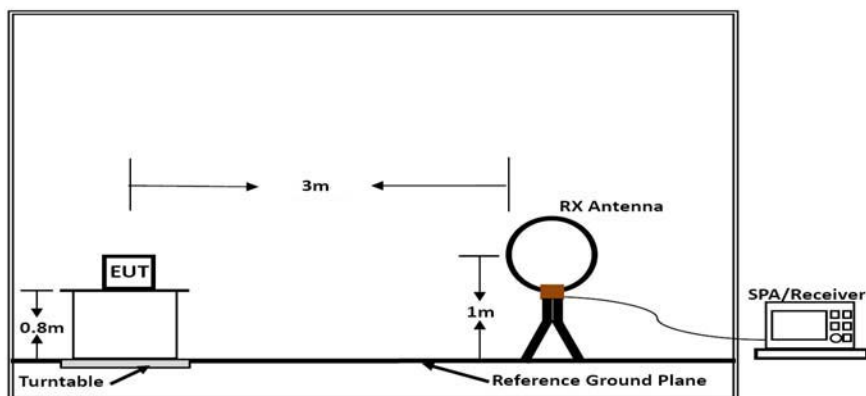 3m
RX Antenna
EUT
SPA/Receiver
0.8m
1m
Turntable
Reference Ground Plane